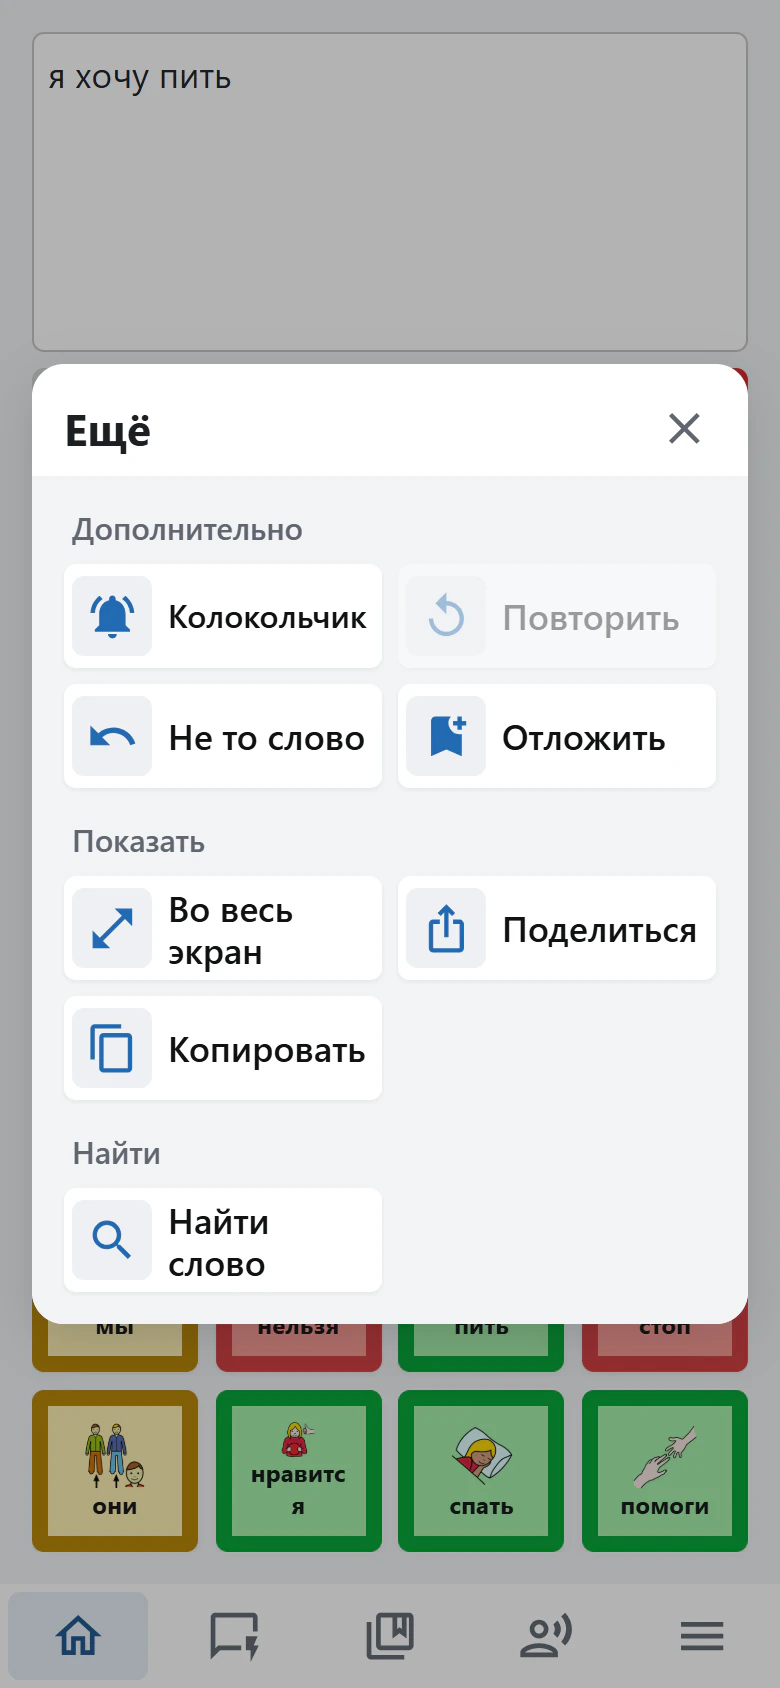 я хочу пить
Ещё
Дополнительно
Колокольчик
Повторить
Не то слово
Отложить
Показать
Во весь
экран
Поделиться
Копировать
Найти
Найти
слово
мы
нельзя
пить
стоп
они
нравитс
я
спать
помоги